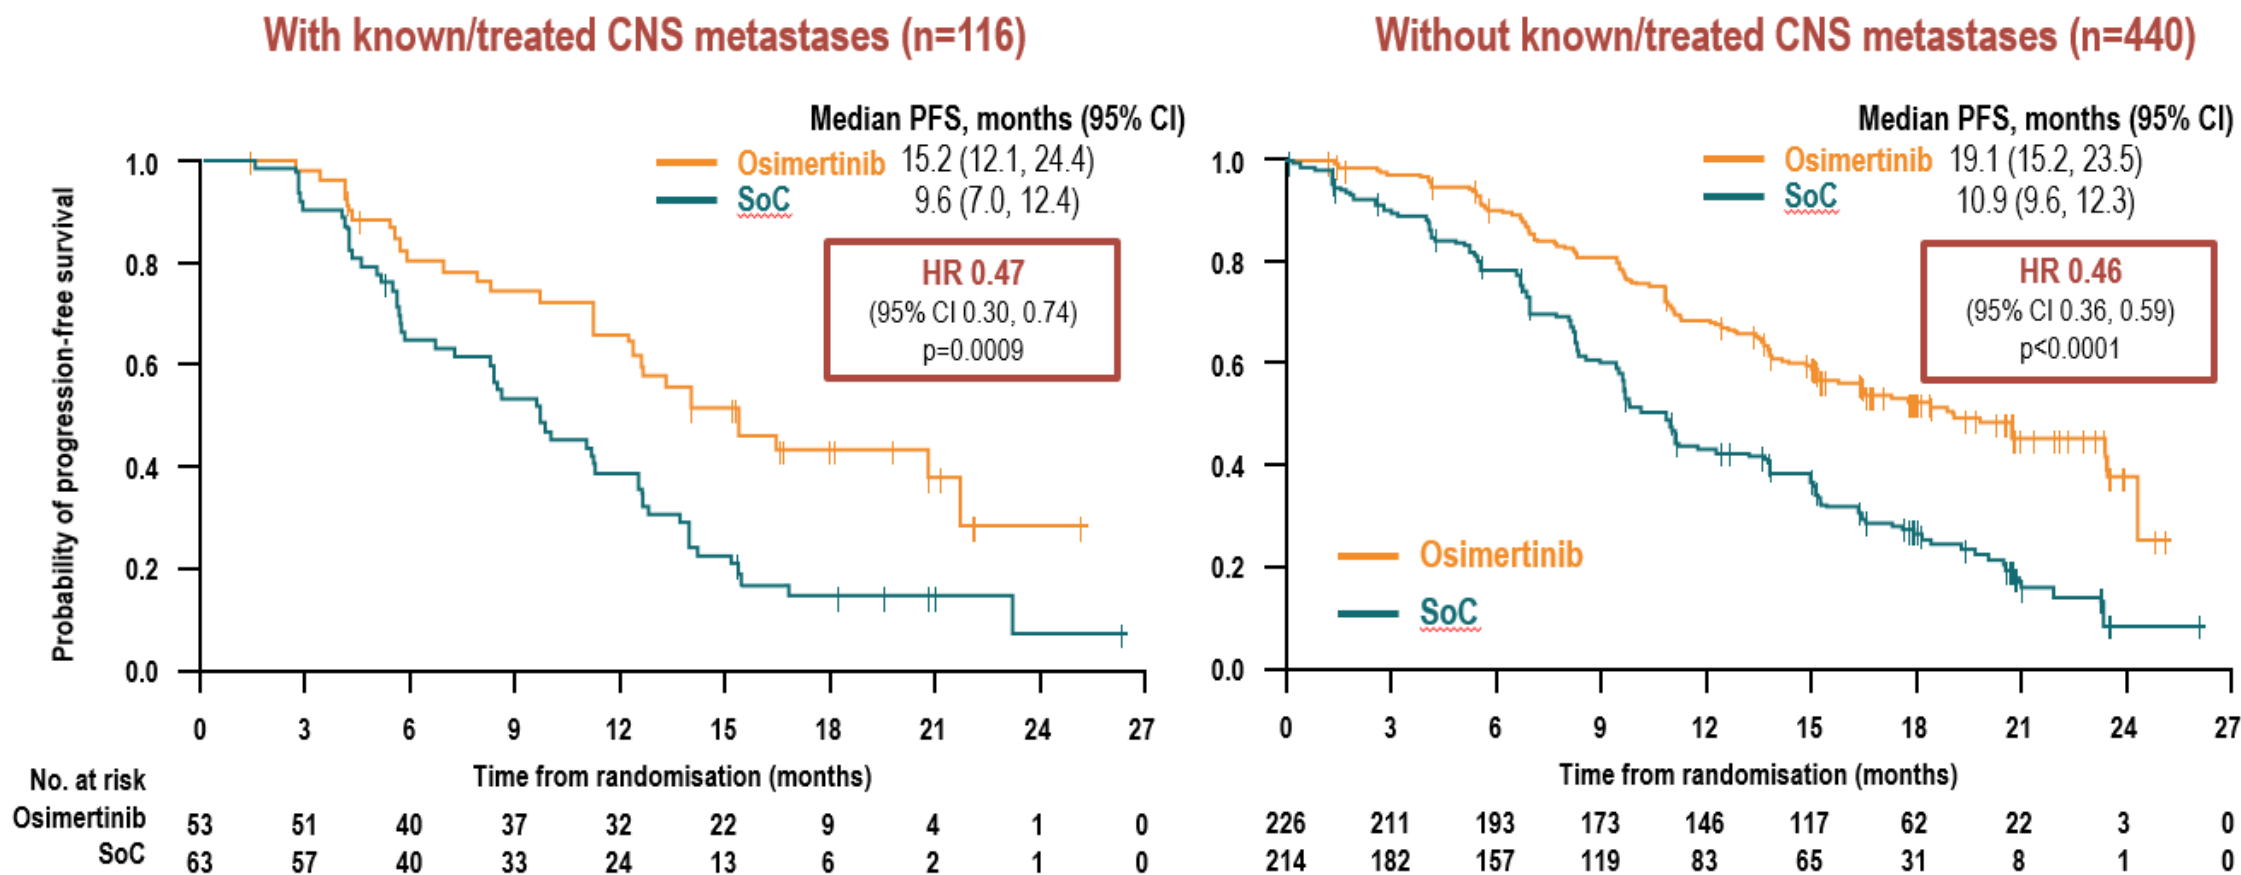 With known/treated CNS metastases (n=116)
Median PFS, months (95% CI)
Osimertinib 15.2 (12.1, 24.4)
SoC 9.6 (7.0, 12.4)
HR 0.47
(95% CI 0.30, 0.74)
p=0.0009
Probability of progression-free survival
1.0
0.8
0.6
0.4
0.2
0.0
0 3 6 9 12 15 18 21 24 27
Time from randomisation (months)
No. at risk
Osimertinib 53 51 40 37 32 22 9 4 1 0
SoC 63 57 40 33 24 13 6 2 1 0
Without known/treated CNS metastases (n=440)
Median PFS, months (95% CI)
Osimertinib 19.1 (15.2, 23.5)
SoC 10.9 (9.6, 12.3)
HR 0.46
(95% CI 0.36, 0.59)
p<0.0001
1.0
0.8
0.6
0.4
0.2
0.0
Osimertinib
SoC
0 3 6 9 12 15 18 21 24 27
Time from randomisation (months)
226 211 193 173 146 117 62 22 3 0
214 182 157 119 83 65 31 8 1 0